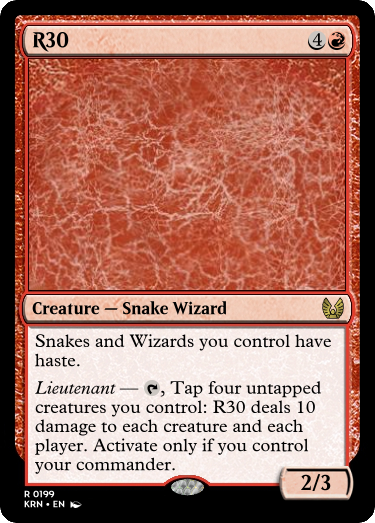 R30 4
Creature — Snake Wizard
Snakes and Wizards you control have
haste.
Lieutenant — , Tap four untapped
creatures you control: R30 deals 10
damage to each creature and each
player. Activate only if you control
your commander.
2/3
R 0199
KRN • EN